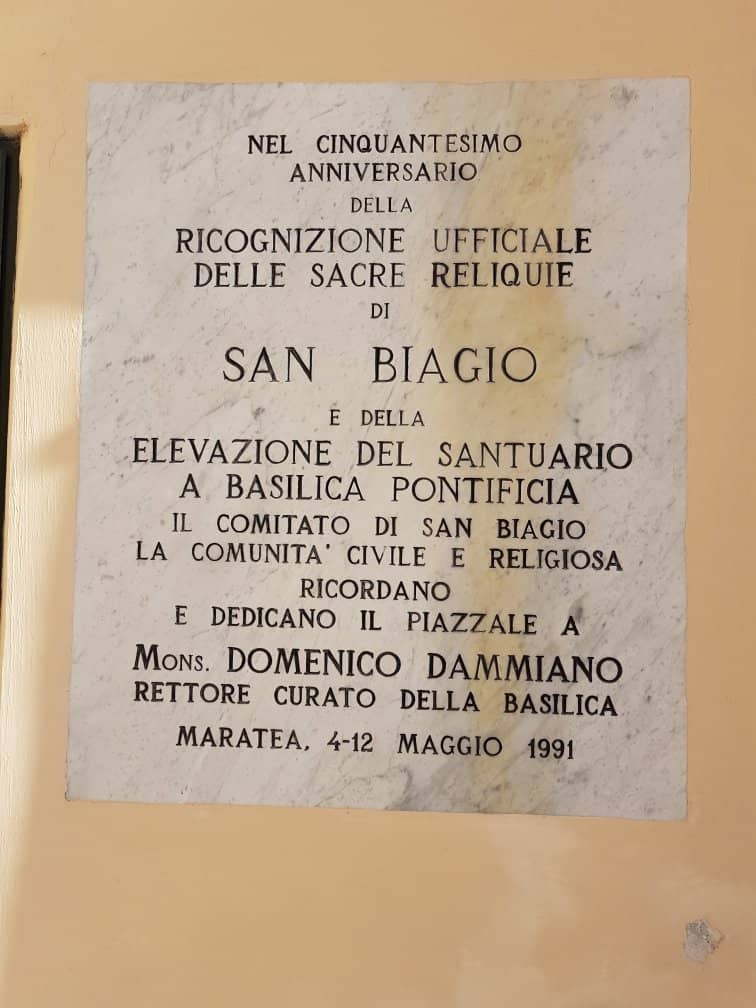 NEL CINQUANTESIMO
ANNIVERSARIO
DELLA
RICOGNIZIONE UFFICIALE
DELLE SACRE RELIQUIE
DI
SAN BIAGIO
E DELLA
ELEVAZIONE DEL SANTUARIO
A BASILICA PONTIFICIA
IL COMITATO DI SAN BIAGIO
LA COMUNITA' CIVILE E RELIGIOSA
RICORDANO
E DEDICANO IL PIAZZALE A
MONS. DOMENICO DAMMIANO
RETTORE CURATO DELLA BASILICA
MARATEA, 4-12 MAGGIO 1991